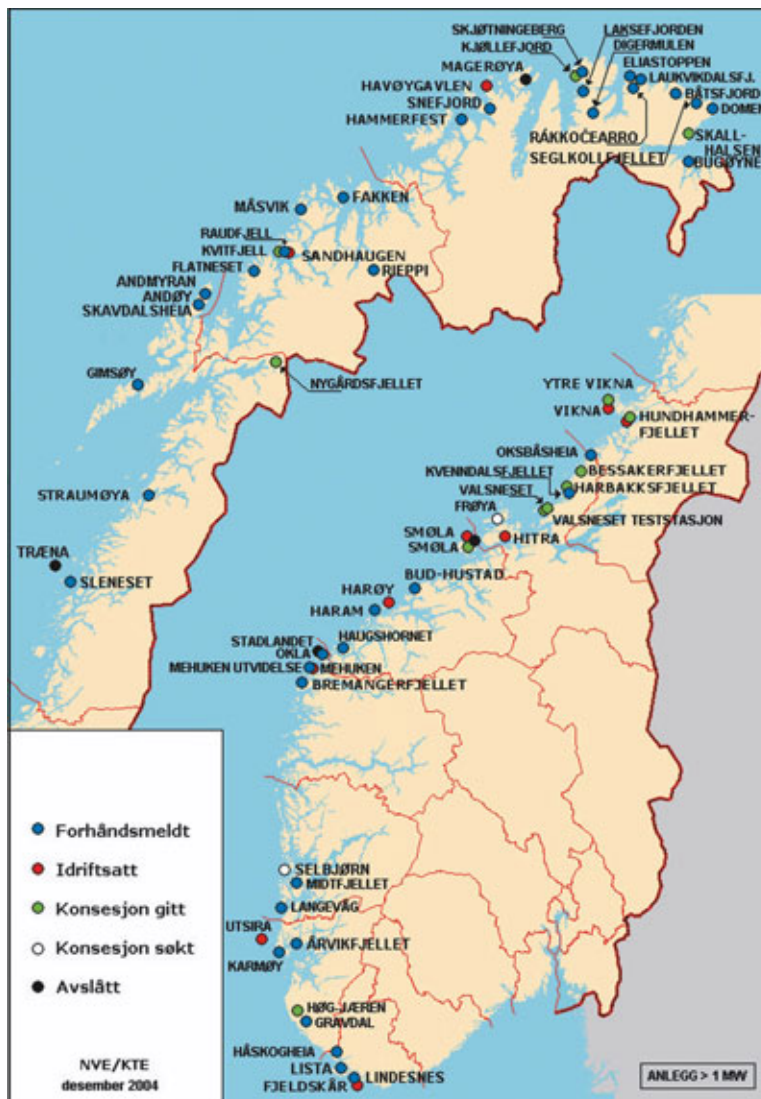 SKJØTNINGEBERG
LAKSEFJORDEN
KJØLLEFJORD
DIGERMULEN
MAGERØYA
ELIASTOPPEN
LAUKVIKDALSFJ.
HAVØYGAVLEN
BÅTSFJORD
SNEFJORD
DOMEN
HAMMERFEST
RÁKKOČEARRO
SKALL-
HALSEN
SEGLKOLLFJELLET
BUGØYNE
FAKKEN
MÅSVIK
RAUDFJELL
KVITFJELL
SANDHAUGEN
FLATNESET
RIEPPI
ANDMYRAN
ANDØY
SKAVDALSHEIA
GIMSØY
NYGÅRDSFJELLET
YTRE VIKNA
VIKNA
HUNDHAMMER-
FJELLET
OKSBÅSHEIA
KVENNDALSFJELLET
BESSAKERFJELLET
HARBAKKSFJELLET
VALSNESET
STRAUMØYA
FRØYA
VALSNESET TESTSTASJON
SMØLA
HITRA
SMØLA
TRÆNA
SLENESET
BUD-HUSTAD
HARØY
HARAM
STADLANDET
HAUGSHORNET
OKLA
MEHUKEN UTVIDELSE
MEHUKEN
BREMANGERFJELLET
Forhåndsmeldt
Idriftsatt
Konsesjon gitt
Konsesjon søkt
Avslått
NVE/KTE
desember 2004
SELBJØRN
MIDTFJELLET
LANGEVÅG
UTSIRA
ÅRVIKFJELLET
KARMØY
HØG-JÆREN
GRAVDAL
HÅSKOGHEIA
LISTA
LINDESNES
FJELDSKÅR
ANLEGG > 1 MW